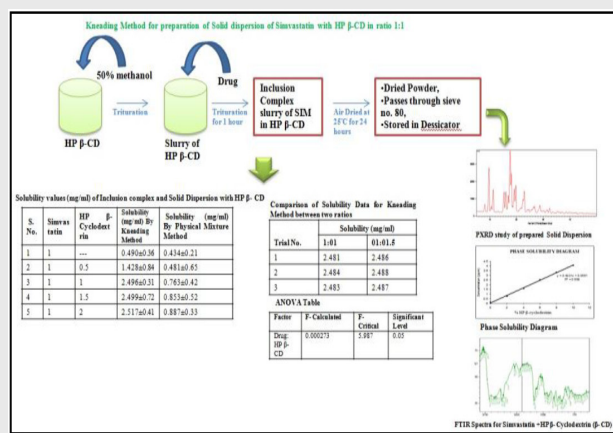 Kneading Method for preparation of Solid dispersion of Simvastatin with HP β-CD in ratio 1:1
50% methanol
Trituration
HP β-CD
Drug
Slurry of
HP β-CD
Trituration
for 1 hour
Inclusion
Complex
slurry of SIM
in HP β-CD
Air Dried at
25°C for 24
hours
•Dried Powder,
•Passes through sieve
no. 80,
•Stored in Dessicator
Solubility values (mg/ml) of Inclusion complex and Solid Dispersion with HP β- CD
S. No. Simvas tatin HP β- Cyclodext rin Solubility (mg/ml) By Kneading Method Solubility (mg/ml) By Physical Mixture Method
1 1 --- 0.490±0.36 0.434±0.21
2 1 0.5 1.428±0.84 0.481±0.65
3 1 1 2.496±0.31 0.763±0.42
4 1 1.5 2.499±0.72 0.853±0.52
5 1 2 2.517±0.41 0.887±0.33
Comparison of Solubility Data for Kneading
Method between two ratios
Solubility (mg/ml)
Trial No. 1:01 01:01.5
1 2.481 2.486
2 2.484 2.488
3 2.483 2.487
ANOVA Table
Factor F- Calculated F- Critical Significant Level
Drug: HP β- CD 0.000273 5.987 0.05
PXRD study of prepared Solid Dispersion
PHASE SOLUBILITY DIAGRAM
Phase Solubility Diagram
FTIR Spectra for Simvastatin +HPβ-Cyclodextrin (β-CD)